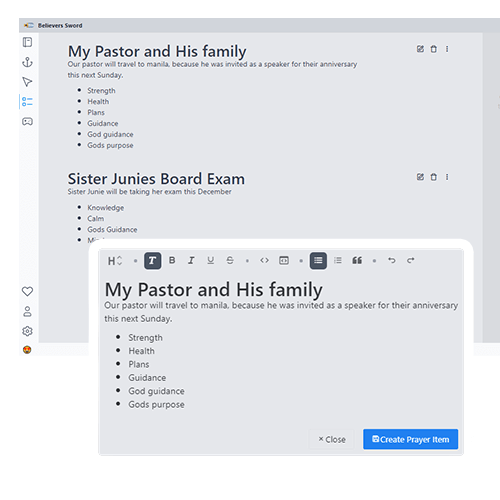 Believers Sword
My Pastor and His family
Our pastor will travel to manila, because he was invited as a speaker for their anniversary
this next Sunday.
Strength
Health
Plans
Guidance
God guidance
Gods purpose
Sister Junies Board Exam
Sister Junie will be taking her exam this December
Knowledge
Calm
Gods Guidance
H T B I U S
My Pastor and His family
Our pastor will travel to manila, because he was invited as a speaker for their anniversary
this next Sunday.
Strength
Health
Plans
Guidance
God guidance
Gods purpose
× Close
Create Prayer Item